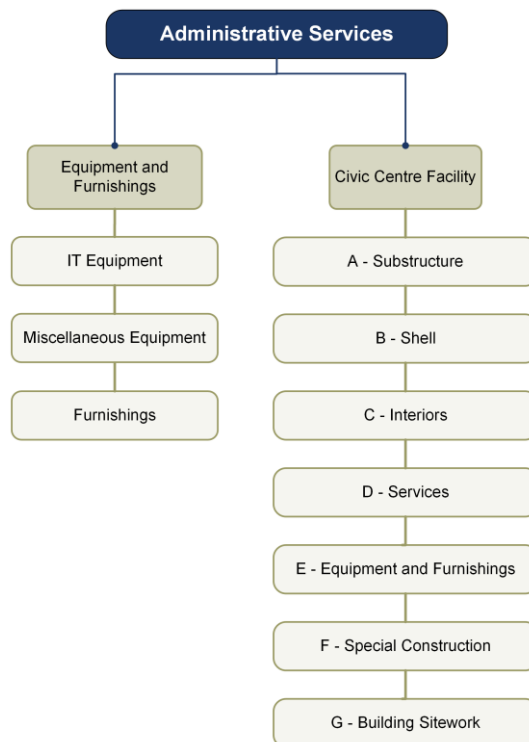 Administrative Services
Equipment and
Furnishings
IT Equipment
Miscellaneous Equipment
Furnishings
Civic Centre Facility
A - Substructure
B - Shell
C - Interiors
D - Services
E - Equipment and Furnishings
F - Special Construction
G - Building Sitework